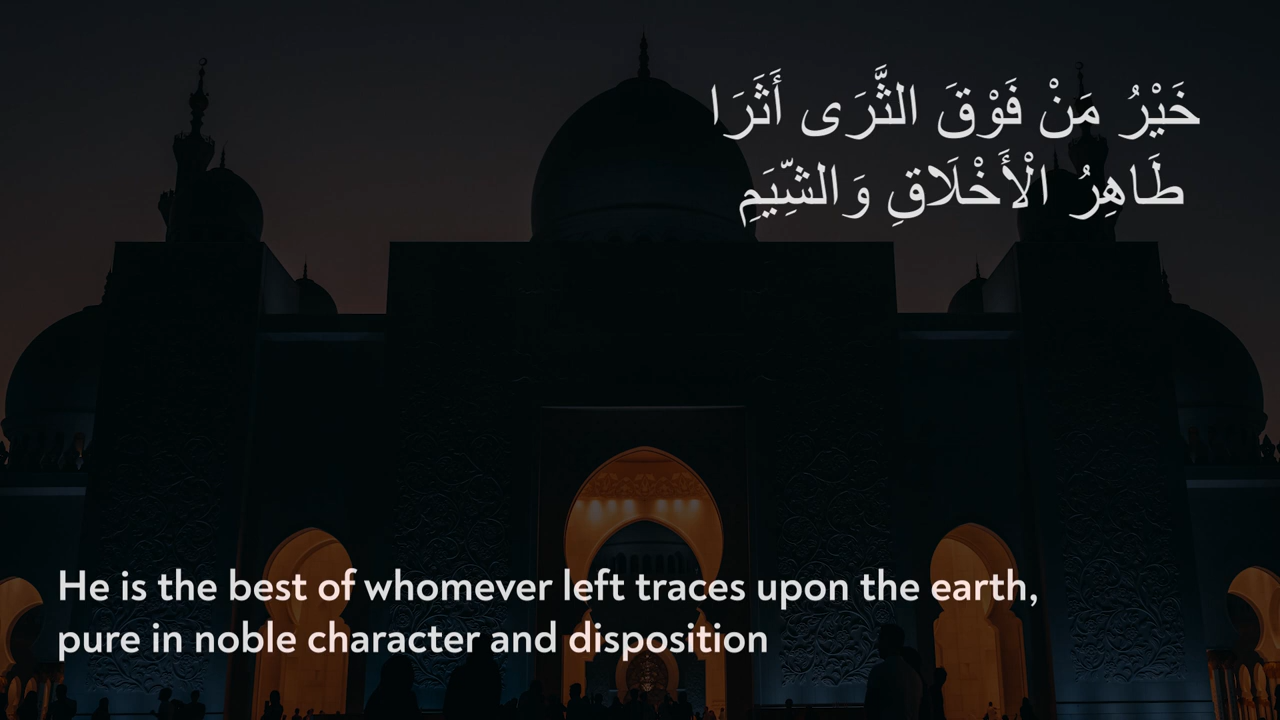 خَيْرُ مَنْ فَوْقَ الثَّرَى أَثَرَا
طَاهِرُ الْأَخْلَاقِ وَالشِّيَمِ
He is the best of whomever left traces upon the earth,
pure in noble character and disposition